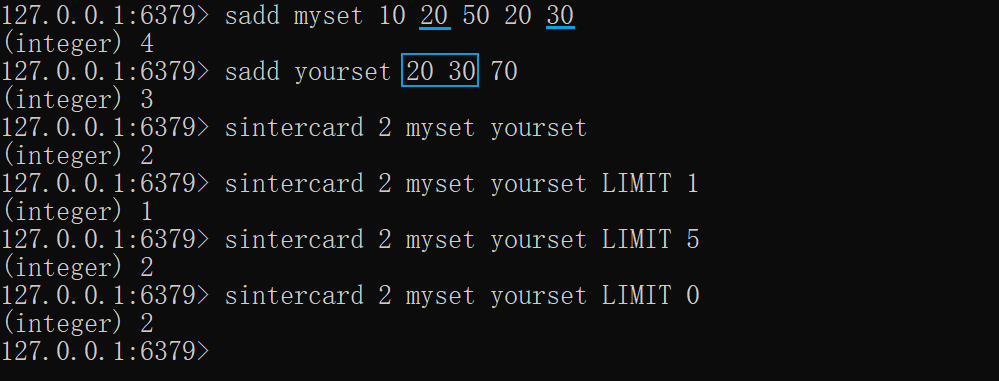 127.0.0.1:6379> sadd myset 10 20 50 20 30
(integer) 4
127.0.0.1:6379> sadd yourset 20 30 70
(integer) 3
127.0.0.1:6379> sintercard 2 myset yourset
(integer) 2
127.0.0.1:6379> sintercard 2 myset yourset LIMIT 1
(integer) 1
127.0.0.1:6379> sintercard 2 myset yourset LIMIT 5
(integer) 2
127.0.0.1:6379> sintercard 2 myset yourset LIMIT 0
(integer) 2
127.0.0.1:6379>